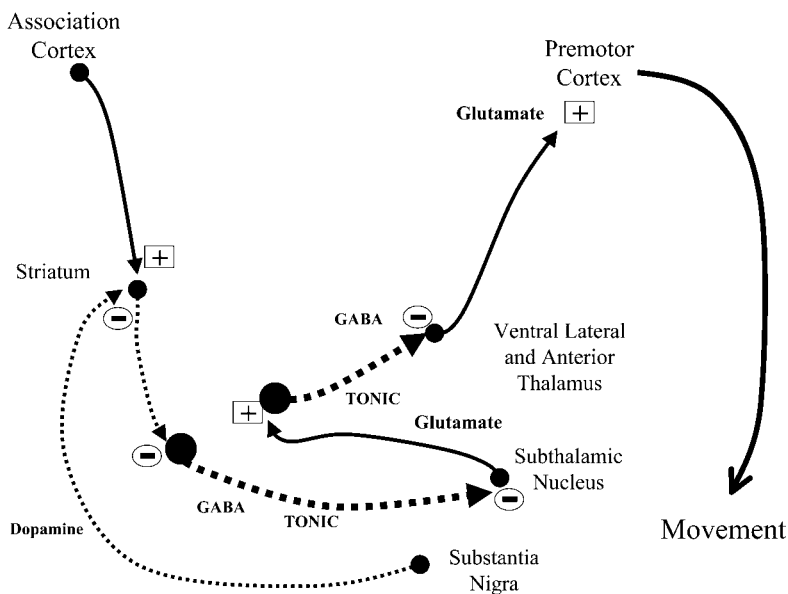 Association
Cortex
Premotor
Cortex
Glutamate
+
+
Striatum
-
GABA
-
Ventral Lateral
and Anterior
Thalamus
TONIC
+
Glutamate
-
Subthalamic
Nucleus
-
GABA
TONIC
Dopamine
Movement
Substantia
Nigra